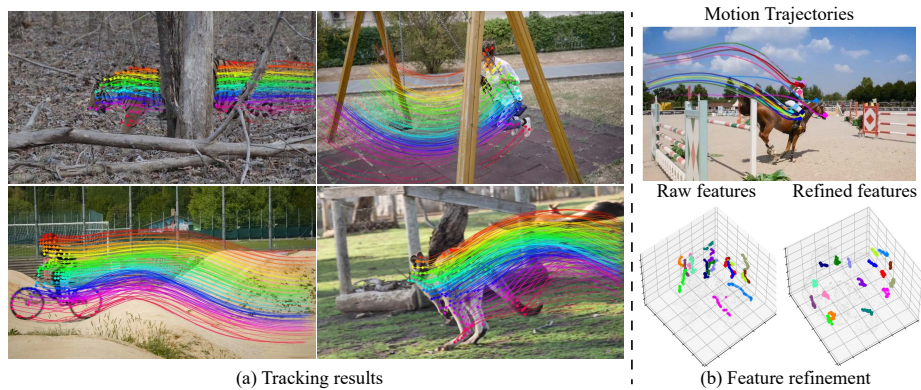 Motion Trajectories
Raw features
Refined features
(a) Tracking results
(b) Feature refinement